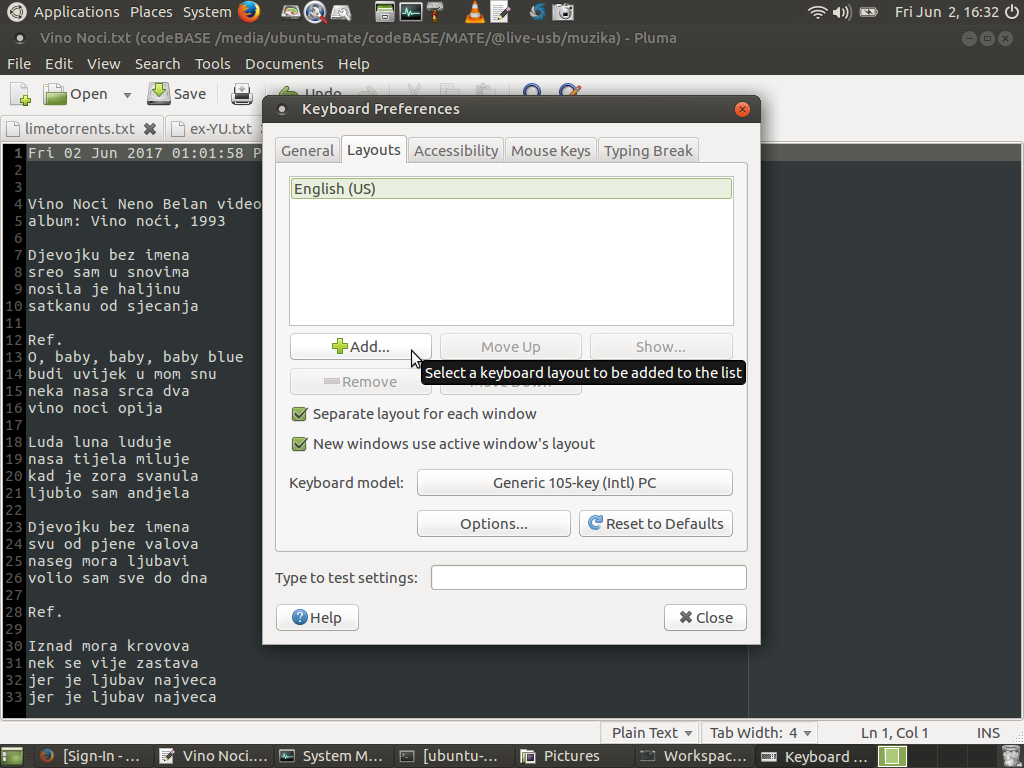 Applications Places System Fri Jun 2, 16:32
Vino Noci.txt (codeBASE /media/ubuntu-mate/codeBASE/MATE/@live-usb/muzika) - Pluma
File Edit View Search Tools Documents Help
Open Save Undo
limetorrents.txt ex-YU.txt
1 Fri 02 Jun 2017 01:01:58 P
2
3
4 Vino Noci Neno Belan video
5 album: Vino noći, 1993
6
7 Djevojku bez imena
8 sreo sam u snovima
9 nosila je haljinu
10 satkanu od sjecanja
11
12 Ref.
13 O, baby, baby, baby blue
14 budi uvijek u mom snu
15 neka nasa srca dva
16 vino noci opija
17
18 Luda luna luduje
19 nasa tijela miluje
20 kad je zora svanula
21 ljubio sam andjela
22
23 Djevojku bez imena
24 svu od pjene valova
25 naseg mora ljubavi
26 volio sam sve do dna
27
28 Ref.
29
30 Iznad mora krovova
31 nek se vije zastava
32 jer je ljubav najveca
33 jer je ljubav najveca
Keyboard Preferences
General Layouts Accessibility Mouse Keys Typing Break
English (US)
Add... Move Up Show...
Select a keyboard layout to be added to the list
Remove
Separate layout for each window
New windows use active window's layout
Keyboard model: Generic 105-key (Intl) PC
Options... Reset to Defaults
Type to test settings:
Help Close
Plain Text Tab Width: 4 Ln 1, Col 1 INS
[Sign-In -... Vino Noci.... System M... [ubuntu-... Pictures Workspac... Keyboard ...